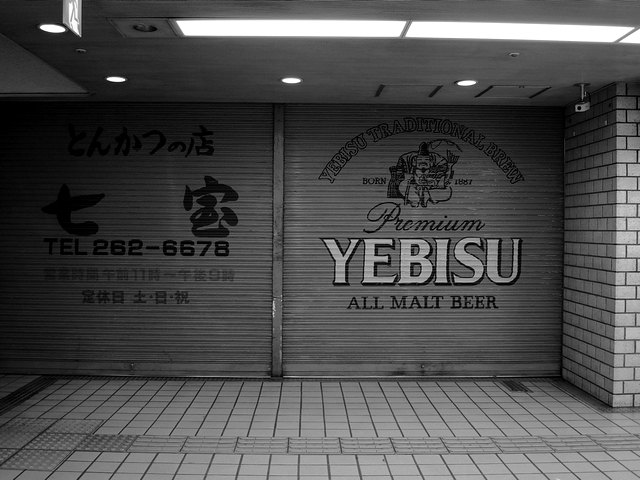 とんかつの店
七宝
TEL 262-6678
営業時間 午前11時～午後9時
定休日 土・日・祝
YEBISU TRADITIONAL BREW
BORN 1887
Premium
YEBISU
ALL MALT BEER